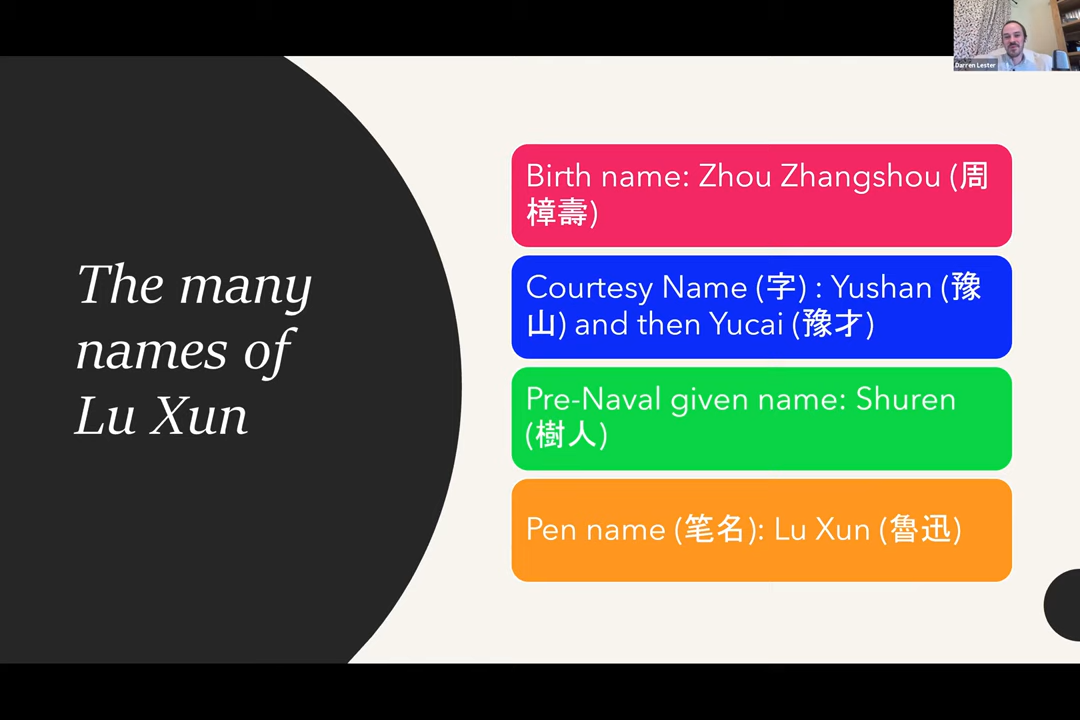 Darren Lester
The many
names of
Lu Xun
Birth name: Zhou Zhangshou (周
樟壽)
Courtesy Name (字) : Yushan (豫
山) and then Yucai (豫才)
Pre-Naval given name: Shuren
(樹人)
Pen name (笔名): Lu Xun (魯迅)